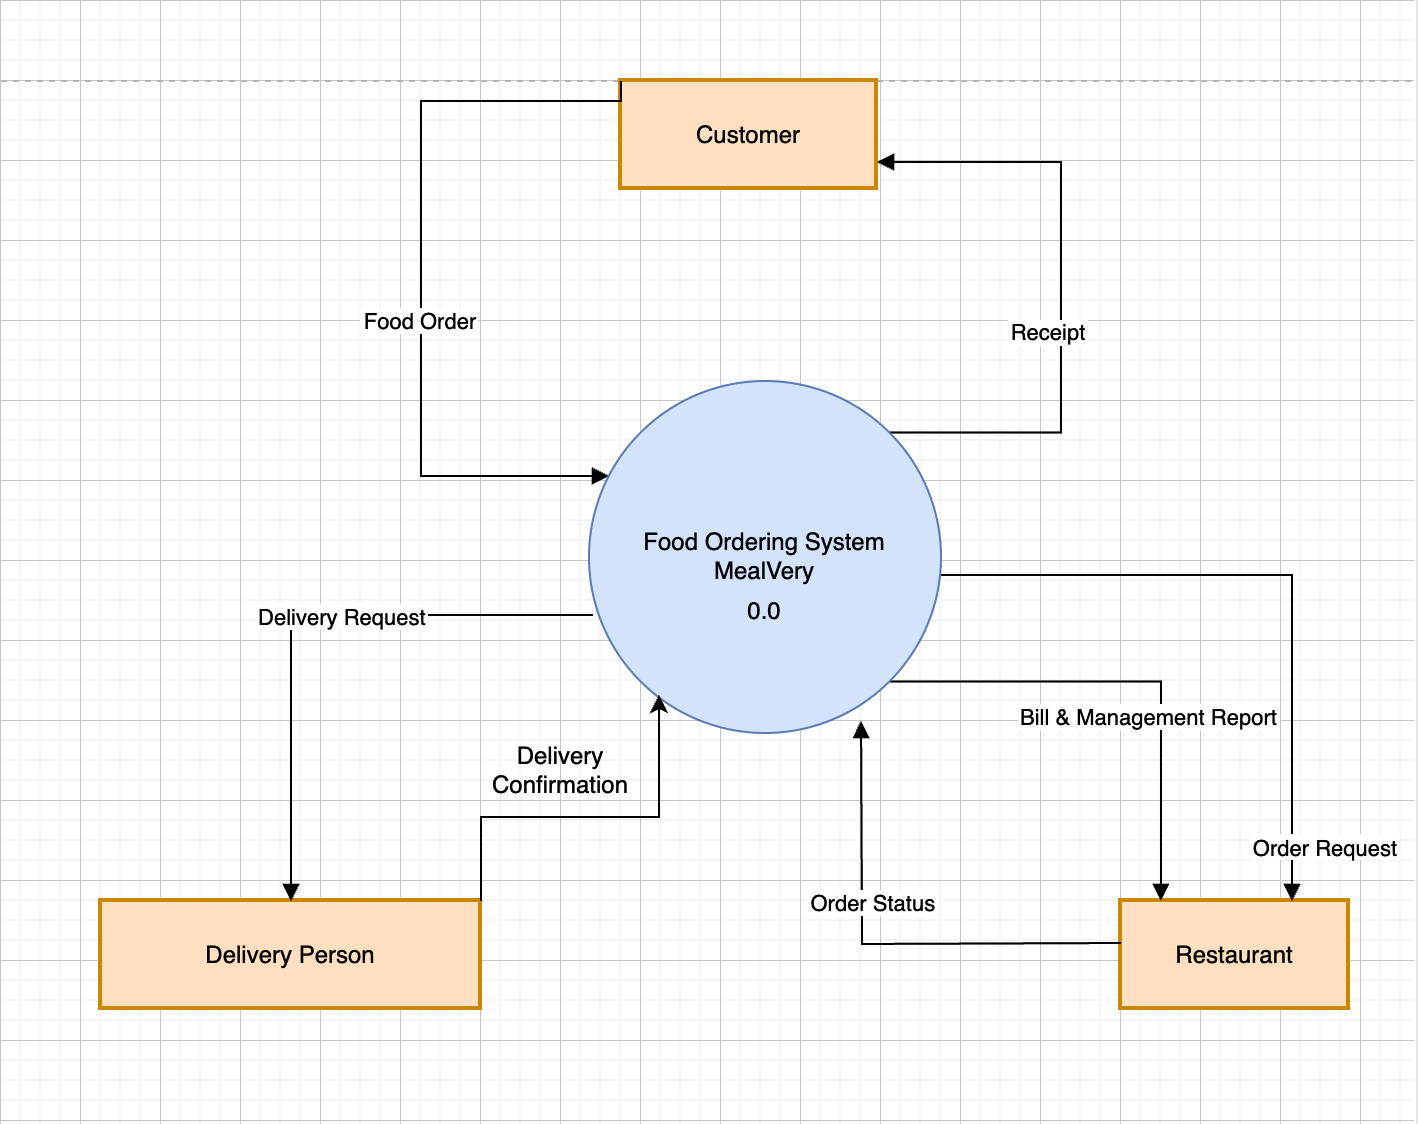 Customer
Food Order
Receipt
Food Ordering System
MealVery
0.0
Delivery Request
Bill & Management Report
Delivery
Confirmation
Order Request
Order Status
Delivery Person
Restaurant